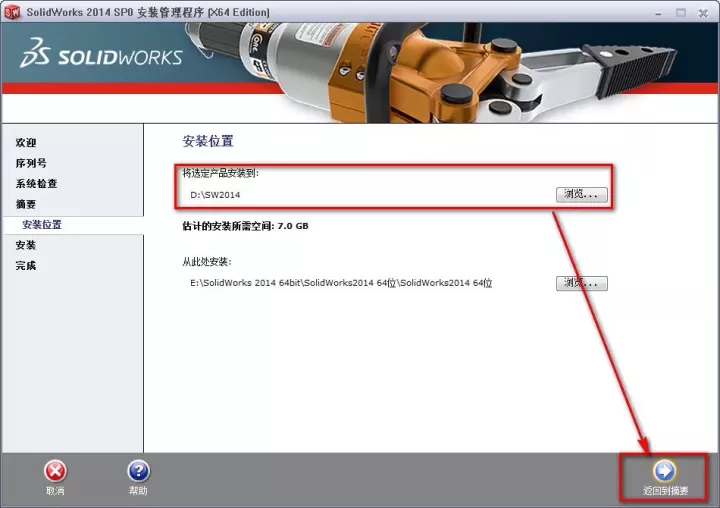 SolidWorks 2014 SP0 安装管理程序 [X64 Edition]
SOLIDWORKS
欢迎
序列号
系统检查
摘要
安装位置
安装
完成
安装位置
将选定产品安装到:
D:\SW2014
浏览...
估计的安装所需空间: 7.0 GB
从此处安装:
E:\SolidWorks 2014 64bit\SolidWorks2014 64位\SolidWorks2014 64位
浏览...
取消
帮助
返回到摘要